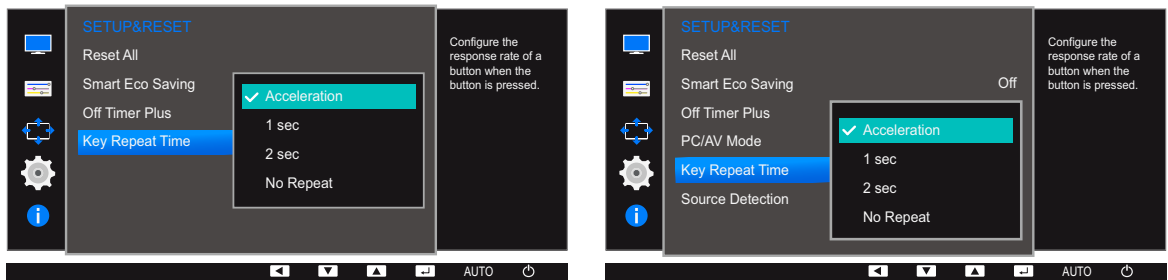 SETUP&RESET
Reset All
Smart Eco Saving
Off Timer Plus
Key Repeat Time
Acceleration
1 sec
2 sec
No Repeat
Configure the
response rate of a
button when the
button is pressed.
AUTO
SETUP&RESET
Reset All
Smart Eco Saving Off
Off Timer Plus
PC/AV Mode
Key Repeat Time
Source Detection
Acceleration
1 sec
2 sec
No Repeat
Configure the
response rate of a
button when the
button is pressed.
AUTO